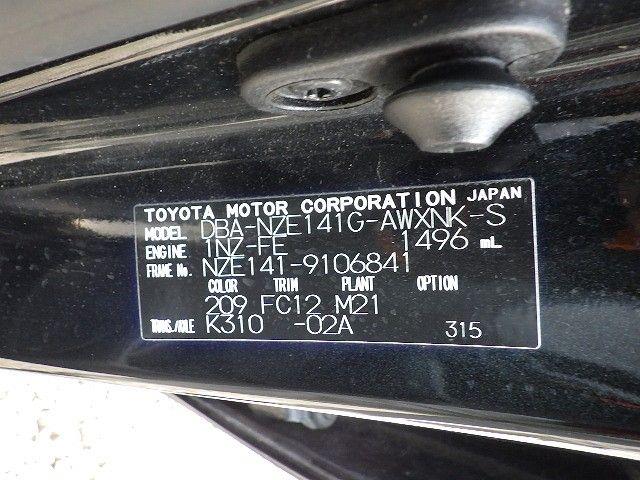 TOYOTA MOTOR CORPORATION JAPAN
MODEL DBA-NZE141G-AWXNK-S
ENGINE 1NZ-FE 1496 mL
FRAME No. NZE141-9106841
COLOR TRIM PLANT OPTION
209 FC12 M21
TRANS./AXLE K310 -02A 315